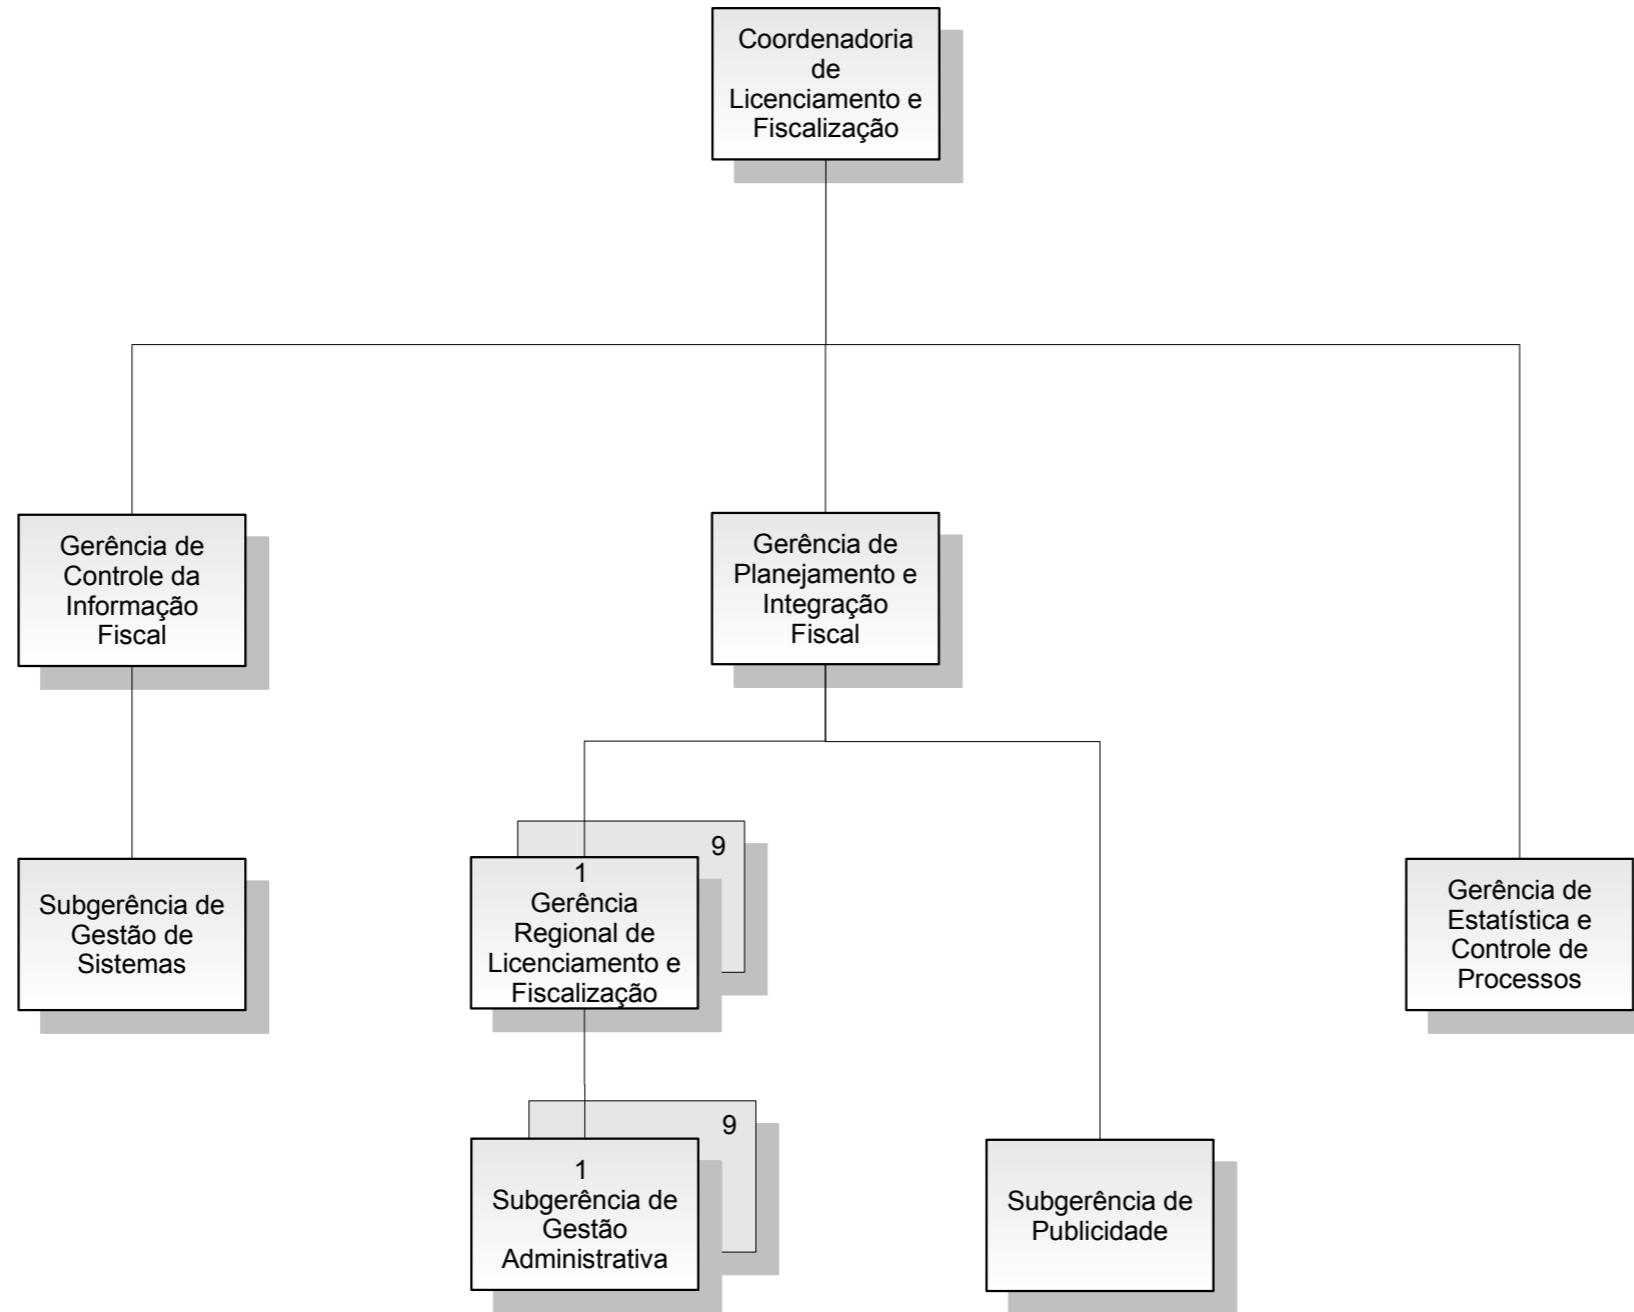 Coordenadoria
de
Licenciamento e
Fiscalização
Gerência de
Controle da
Informação
Fiscal
Gerência de
Planejamento e
Integração
Fiscal
Subgerência de
Gestão de
Sistemas
9
1
Gerência
Regional de
Licenciamento e
Fiscalização
Gerência de
Estatística e
Controle de
Processos
9
1
Subgerência de
Gestão
Administrativa
Subgerência de
Publicidade